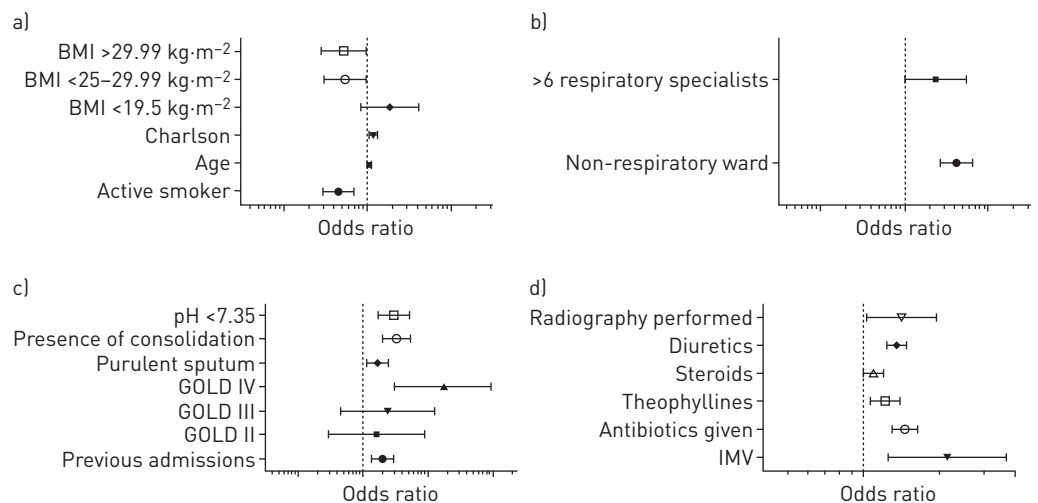 a)
BMI >29.99 kg·m–2
BMI <25–29.99 kg·m–2
BMI <19.5 kg·m–2
Charlson
Age
Active smoker
Odds ratio
b)
>6 respiratory specialists
Non-respiratory ward
Odds ratio
c)
pH <7.35
Presence of consolidation
Purulent sputum
GOLD IV
GOLD III
GOLD II
Previous admissions
Odds ratio
d)
Radiography performed
Diuretics
Steroids
Theophyllines
Antibiotics given
IMV
Odds ratio